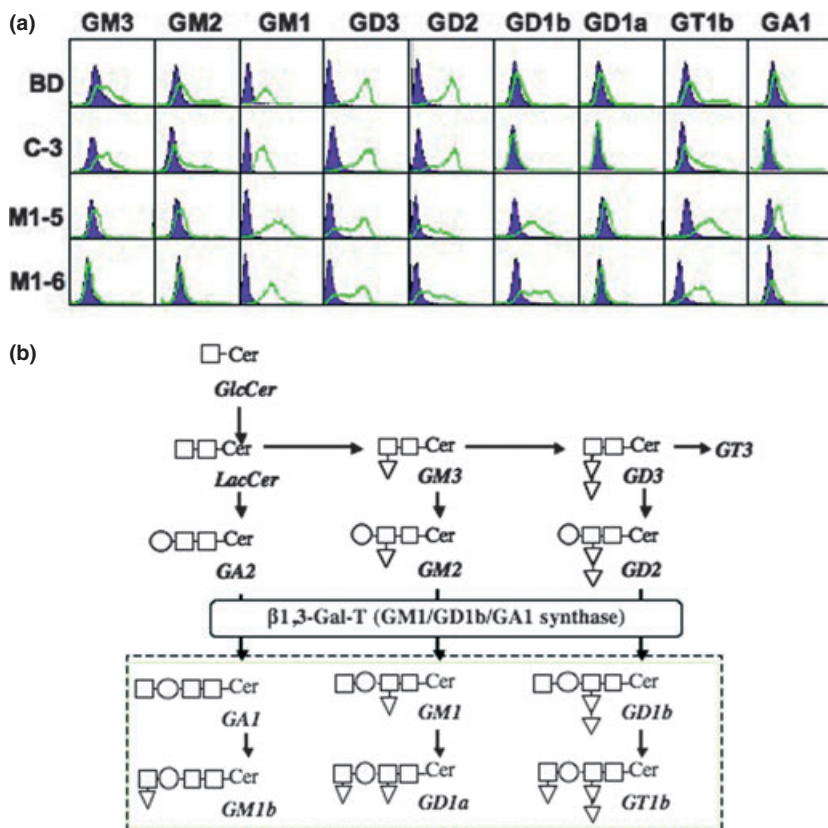 (a)
GM3 GM2 GM1 GD3 GD2 GD1b GD1a GT1b GA1
BD
C-3
M1-5
M1-6
(b)
Cer
GlcCer
Cer Cer Cer GT3
LacCer GM3 GD3
Cer Cer Cer
GA2 GM2 GD2
β1,3-Gal-T (GM1/GD1b/GA1 synthase)
Cer Cer Cer
GA1 GM1 GD1b
Cer Cer Cer
GM1b GD1a GT1b